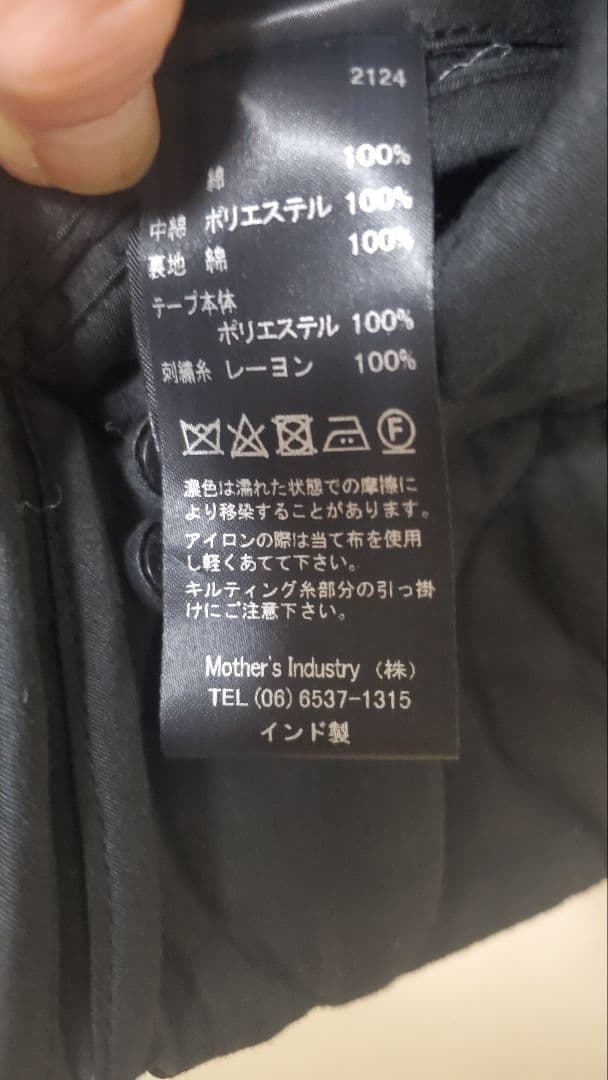 2124
綿 100%
中綿 ポリエステル 100%
裏地 綿 100%
テープ本体
ポリエステル 100%
刺繍糸 レーヨン 100%
F
濃色は濡れた状態での摩擦に
より移染することがあります。
アイロンの際は当て布を使用
し軽くあてて下さい。
キルティング糸部分の引っ掛
けにご注意下さい。
Mother's Industry (株)
TEL (06) 6537-1315
インド製